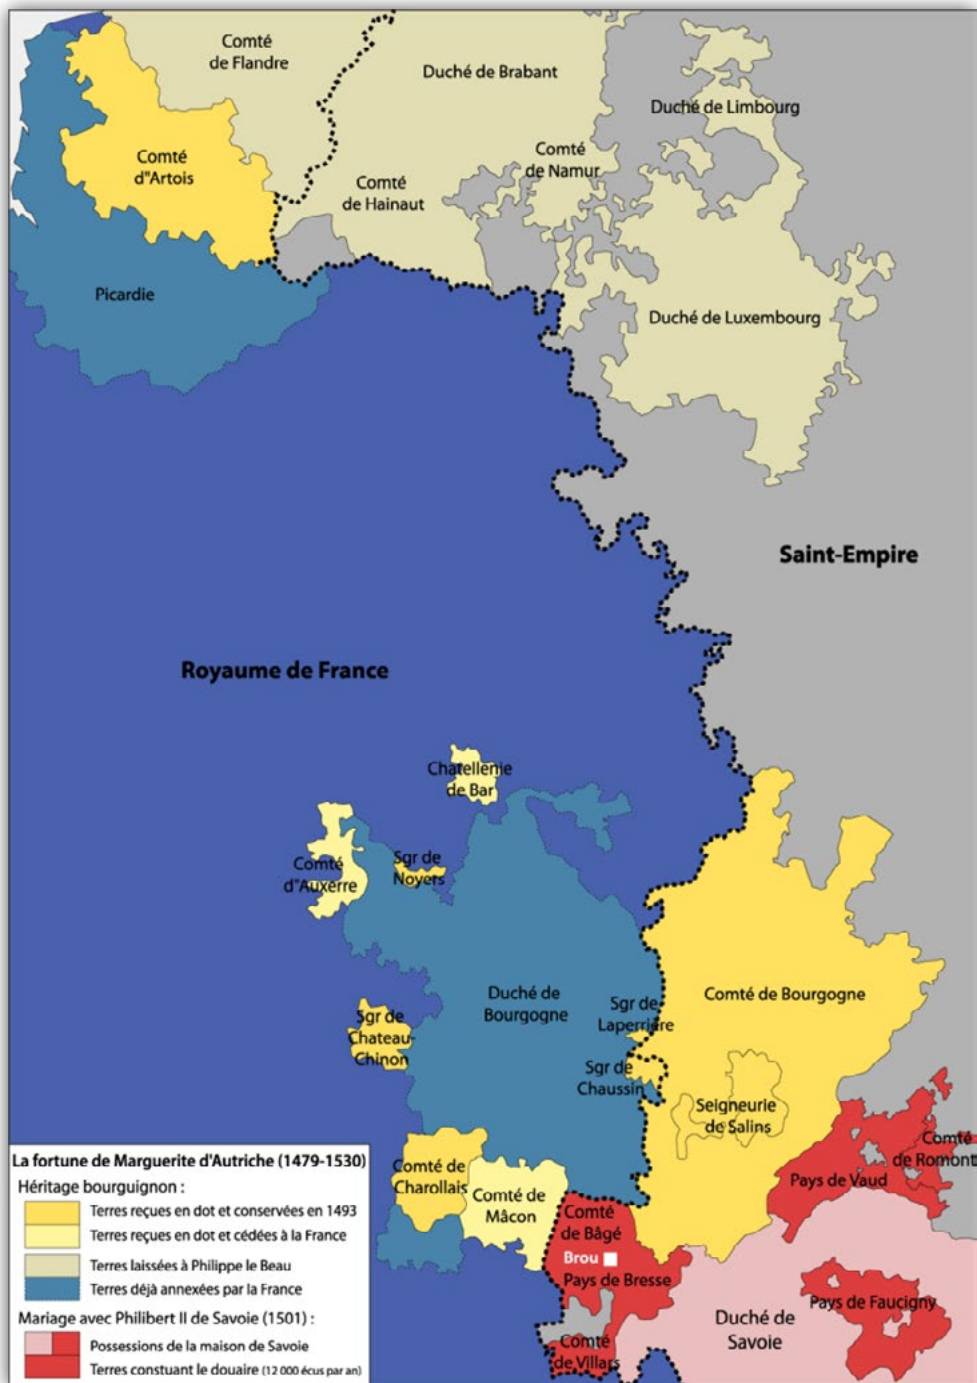 Comté
de Flandre
Duché de Brabant
Duché de Limbourg
Comté
d"Artois
Comté
de Hainaut
Comté
de Namur
Picardie
Duché de Luxembourg
Saint-Empire
Royaume de France
Chatellenie
de Bar
Comté
d"Auxerre
Sgr de
Noyers
Duché de
Bourgogne
Sgr de
Laperrière
Comté de Bourgogne
Sgr de
Chateau-
Chinon
Sgr de
Chaussin
Seigneurie
de Salins
Comté de
Charollais
Comté de
Mâcon
Comté
de Bâgé
Brou
Pays de Bresse
Comté
de Villars
Pays de Vaud
Comté
de Romont
Duché de
Savoie
Pays de Faucigny
La fortune de Marguerite d'Autriche (1479-1530)
Héritage bourguignon :
Terres reçues en dot et conservées en 1493
Terres reçues en dot et cédées à la France
Terres laissées à Philippe le Beau
Terres déjà annexées par la France
Mariage avec Philibert II de Savoie (1501) :
Possessions de la maison de Savoie
Terres constuant le douaire (12 000 écus par an)